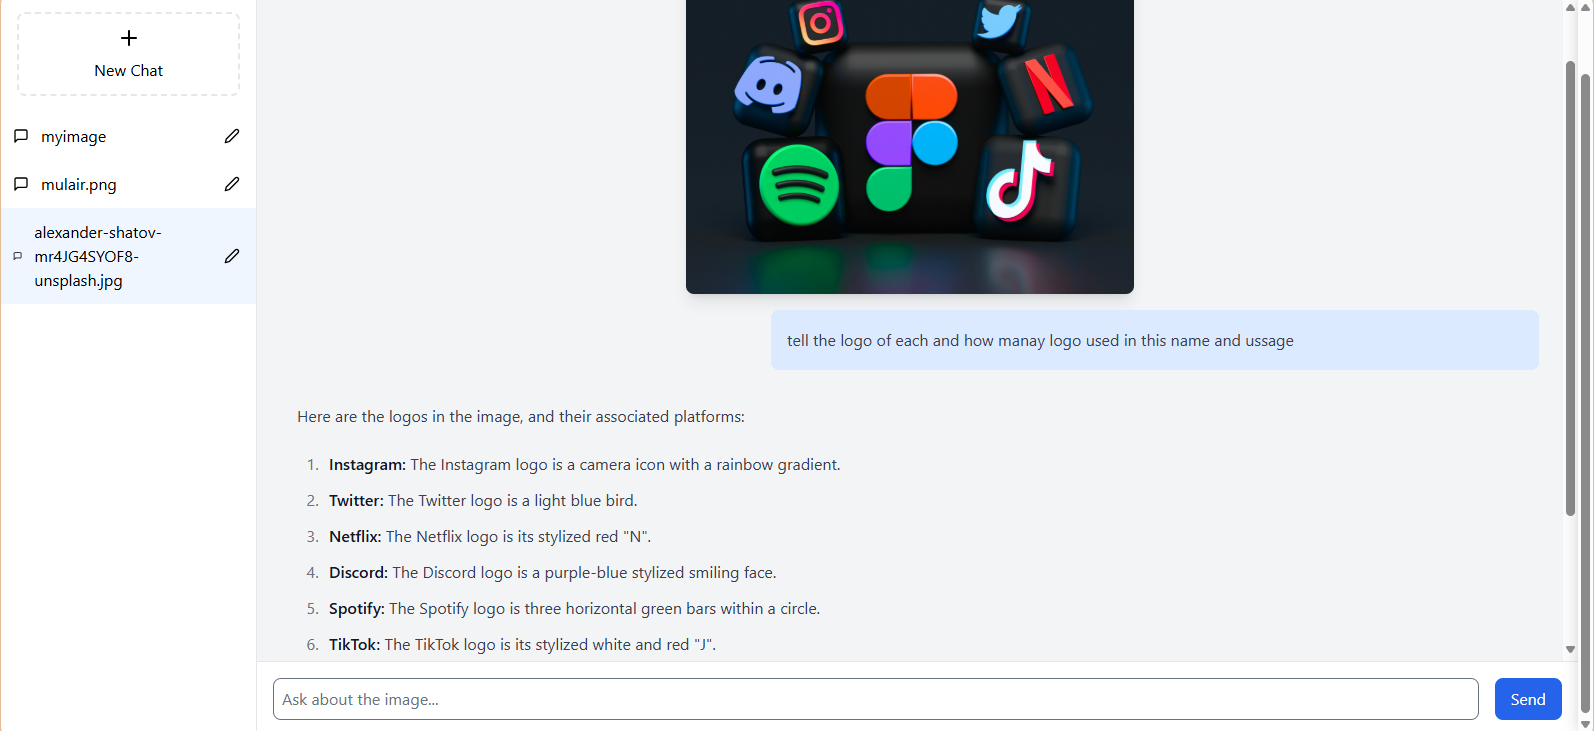 New Chat
myimage
mulair.png
alexander-shatov-
mr4JG4SYOF8-
unsplash.jpg
N
tell the logo of each and how manay logo used in this name and ussage
Here are the logos in the image, and their associated platforms:
1. Instagram: The Instagram logo is a camera icon with a rainbow gradient.
2. Twitter: The Twitter logo is a light blue bird.
3. Netflix: The Netflix logo is its stylized red "N".
4. Discord: The Discord logo is a purple-blue stylized smiling face.
5. Spotify: The Spotify logo is three horizontal green bars within a circle.
6. TikTok: The TikTok logo is its stylized white and red "J".
Ask about the image...
Send